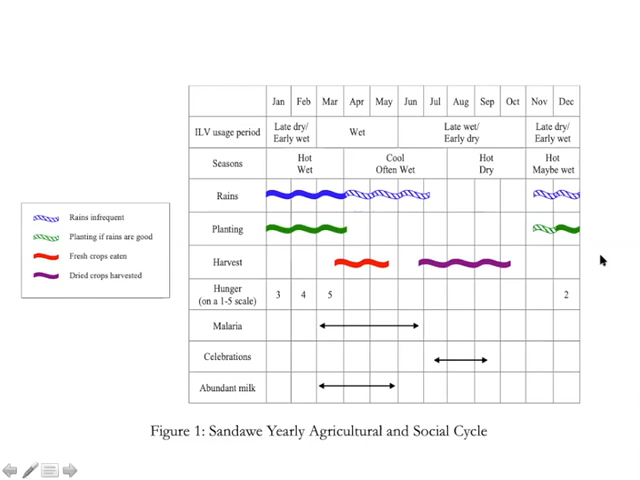 Jan Feb Mar Apr May Jun Jul Aug Sep Oct Nov Dec
ILV usage period
Late dry/
Early wet
Wet
Late wet/
Early dry
Late dry/
Early wet
Seasons
Hot
Wet
Cool
Often Wet
Hot
Dry
Hot
Maybe wet
Rains
Planting
Harvest
Hunger
(on a 1-5 scale)
3 4 5 2
Malaria
Celebrations
Abundant milk
Rains infrequent
Planting if rains are good
Fresh crops eaten
Dried crops harvested
Figure 1: Sandawe Yearly Agricultural and Social Cycle